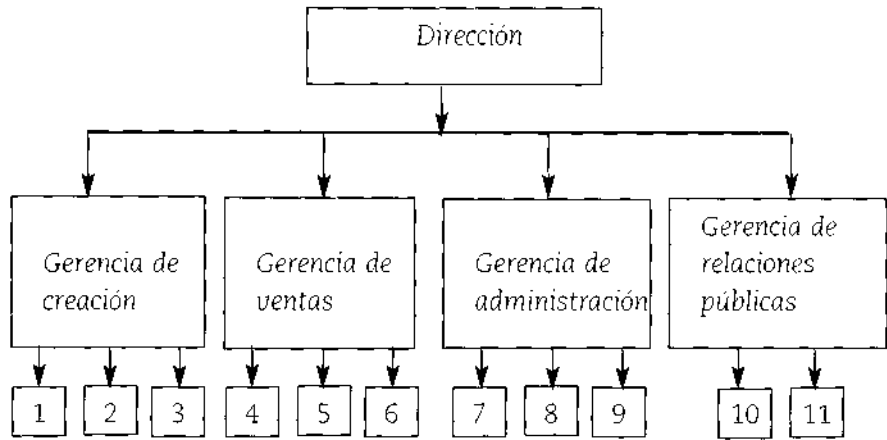 Dirección
Gerencia de
creación
Gerencia de
ventas
Gerencia de
administración
Gerencia de
relaciones
públicas
1 2 3 4 5 6 7 8 9 10 11